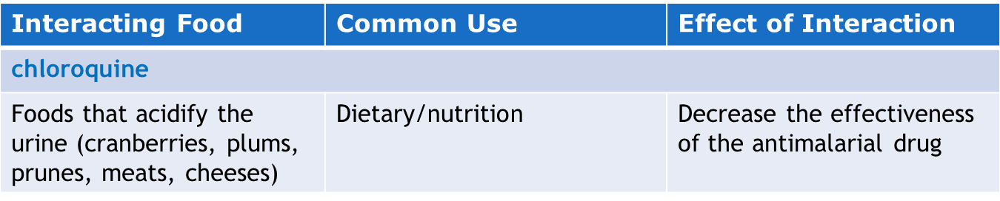 Interacting Food
Common Use
Effect of Interaction
chloroquine
Foods that acidify the
urine (cranberries, plums,
prunes, meats, cheeses)
Dietary/nutrition
Decrease the effectiveness
of the antimalarial drug